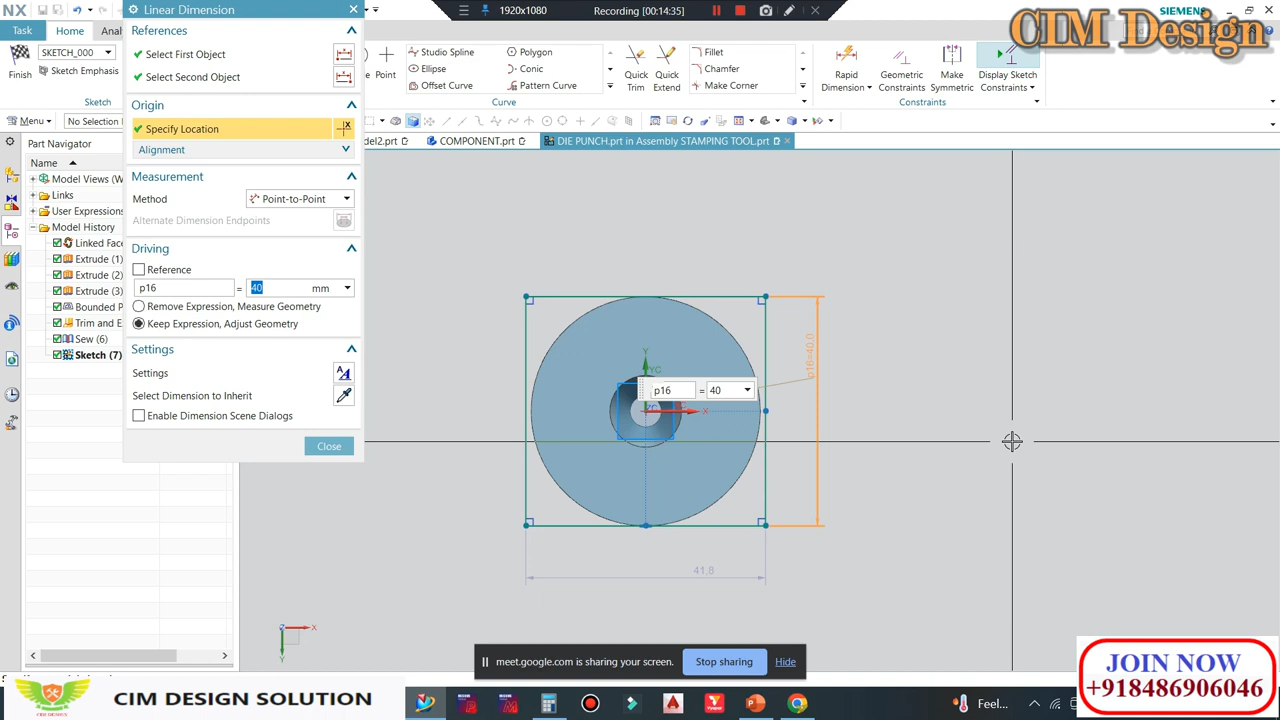 NX
Linear Dimension
1920x1080
Recording [00:14:35]
SIEMENS
CIM Design
Task
Home
SKETCH_000
Sketch Emphasis
Finish
Sketch
Point
Studio Spline
Ellipse
Offset Curve
Polygon
Conic
Pattern Curve
Quick Trim
Quick Extend
Fillet
Chamfer
Make Corner
Curve
Rapid Dimension
Geometric Constraints
Make Symmetric
Display Sketch Constraints
Constraints
Menu
No Selection
del2.prt
COMPONENT.prt
DIE PUNCH.prt in Assembly STAMPING TOOL.prt
Part Navigator
Name
Model Views (W
Links
User Expressions
Model History
Linked Face
Extrude (1)
Extrude (2)
Extrude (3)
Bounded P
Trim and E
Sew (6)
Sketch (7)
References
Select First Object
Select Second Object
Origin
Specify Location
Alignment
Measurement
Method
Point-to-Point
Alternate Dimension Endpoints
Driving
Reference
p16 = 40 mm
Remove Expression, Measure Geometry
Keep Expression, Adjust Geometry
Settings
Settings
Select Dimension to Inherit
Enable Dimension Scene Dialogs
Close
Y
YC
p16 = 40
X
p16=40.0
41,8
Z X
Y
meet.google.com is sharing your screen.
Stop sharing
Hide
JOIN NOW
+918486906046
CIM DESIGN SOLUTION
Feel...